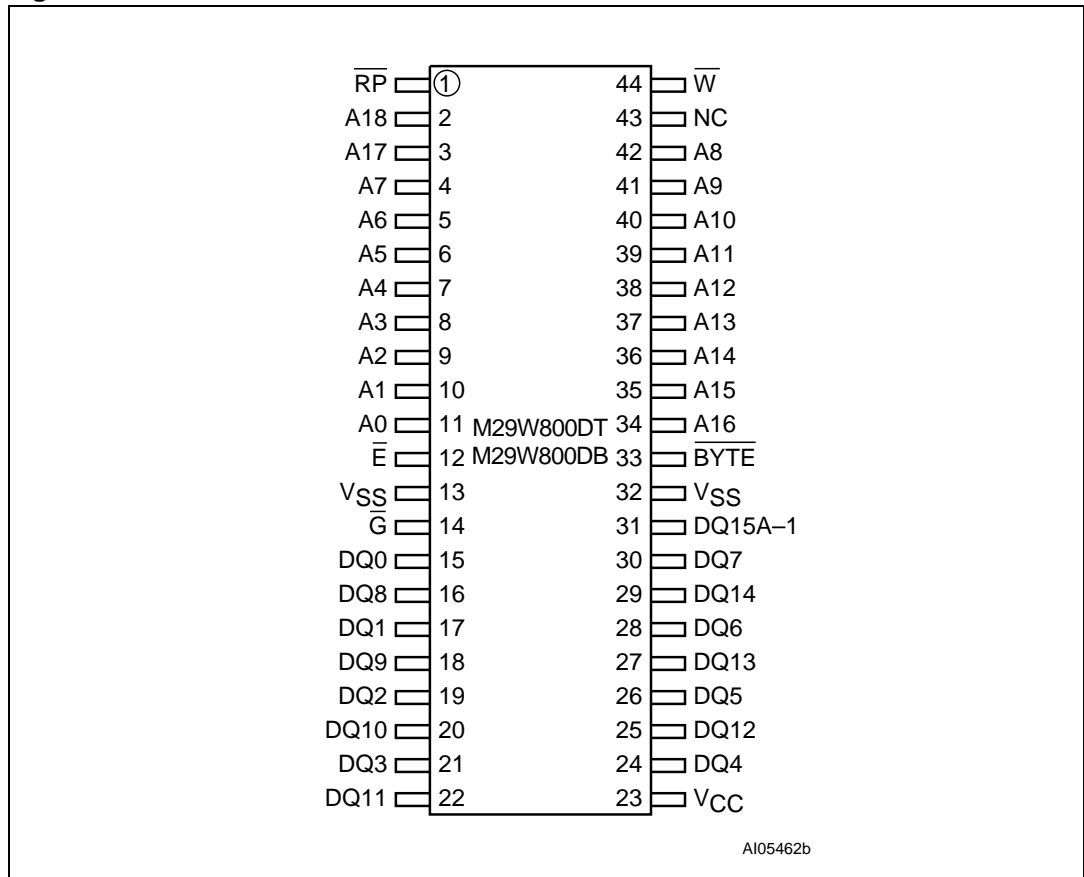 R̅P̅ 1 44 W̅
A18 2 43 NC
A17 3 42 A8
A7 4 41 A9
A6 5 40 A10
A5 6 39 A11
A4 7 38 A12
A3 8 37 A13
A2 9 36 A14
A1 10 35 A15
A0 11 M29W800DT 34 A16
E̅ 12 M29W800DB 33 B̅Y̅T̅E̅
VSS 13 32 VSS
G̅ 14 31 DQ15A–1
DQ0 15 30 DQ7
DQ8 16 29 DQ14
DQ1 17 28 DQ6
DQ9 18 27 DQ13
DQ2 19 26 DQ5
DQ10 20 25 DQ12
DQ3 21 24 DQ4
DQ11 22 23 VCC
AI05462b